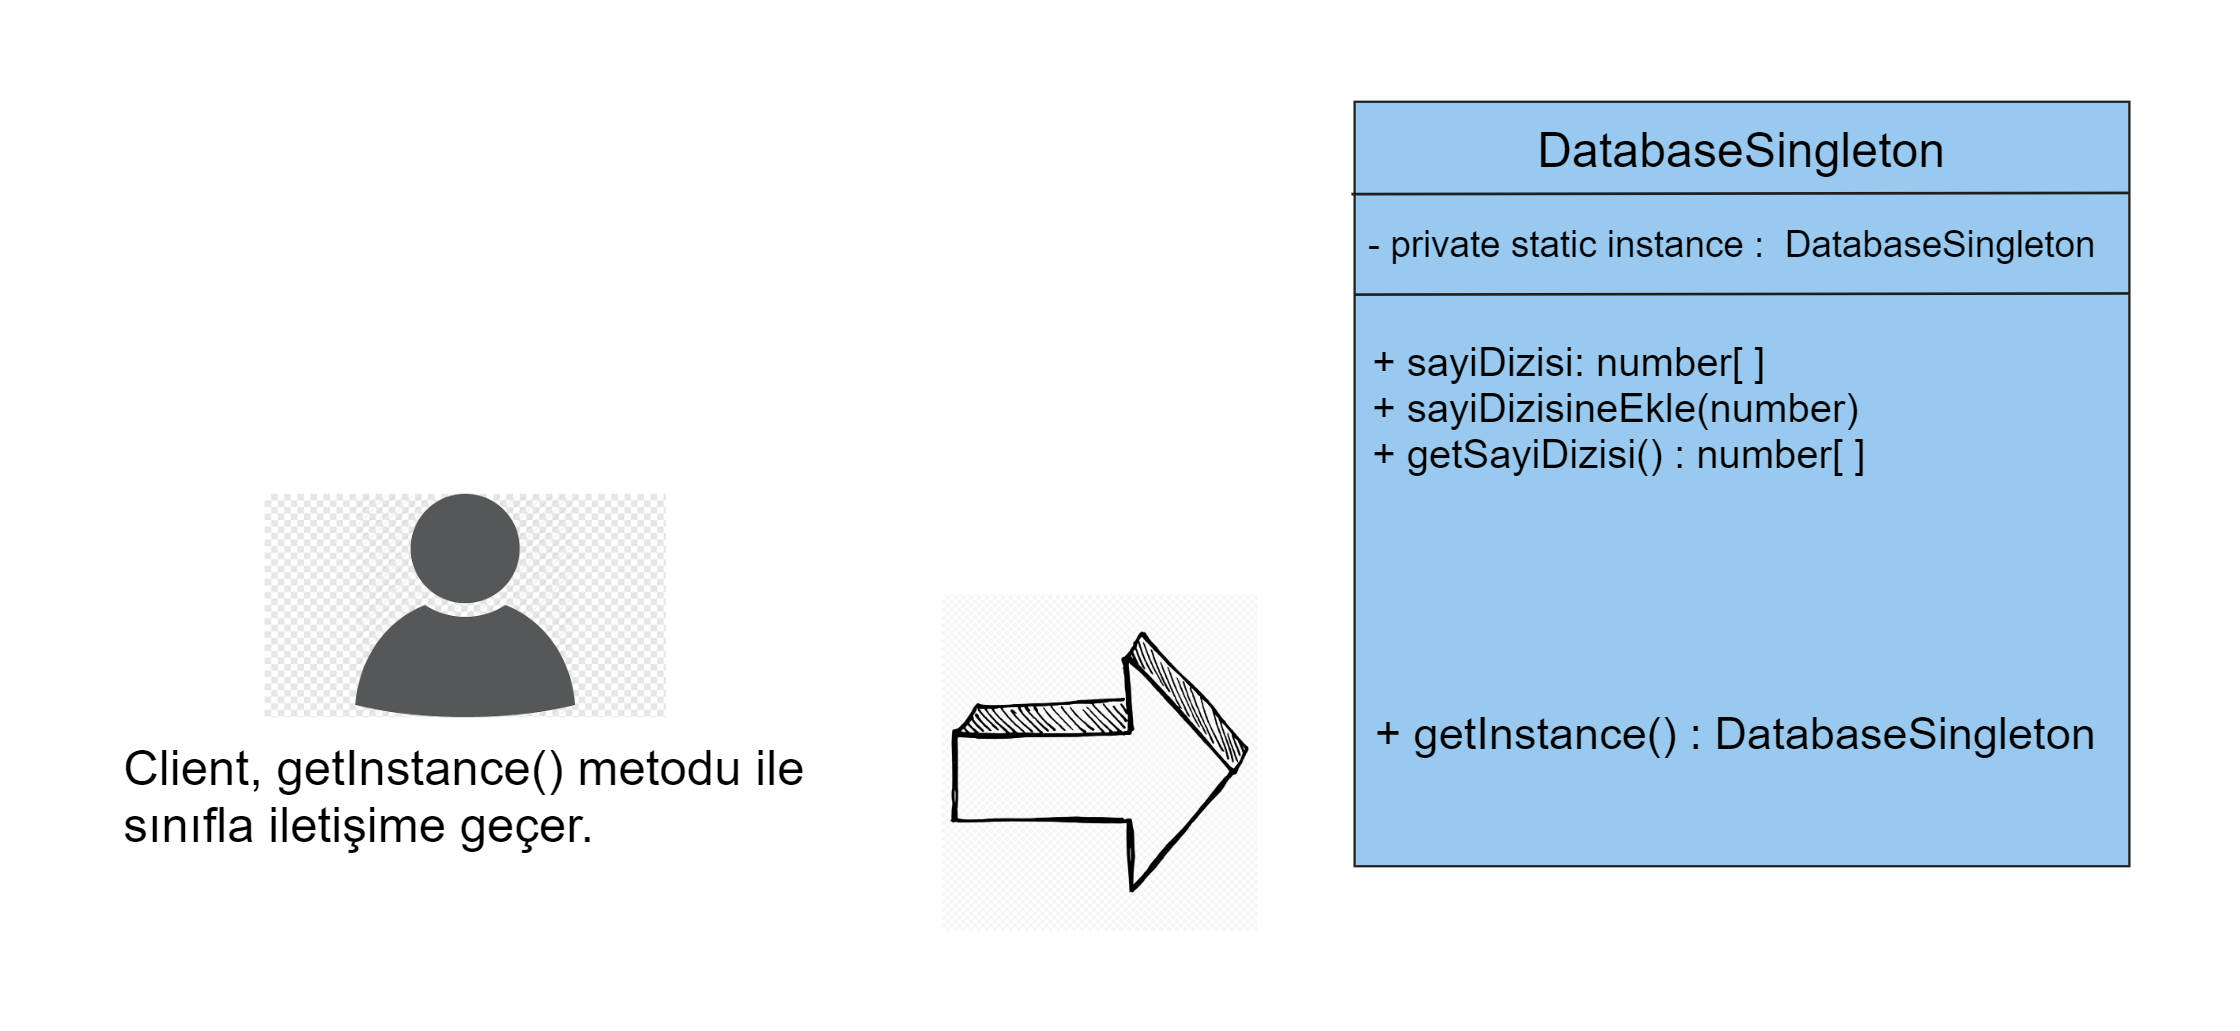 DatabaseSingleton
- private static instance :  DatabaseSingleton
+ sayiDizisi: number[ ]
+ sayiDizisineEkle(number)
+ getSayiDizisi() : number[ ]
+ getInstance() : DatabaseSingleton
Client, getInstance() metodu ile
sınıfla iletişime geçer.